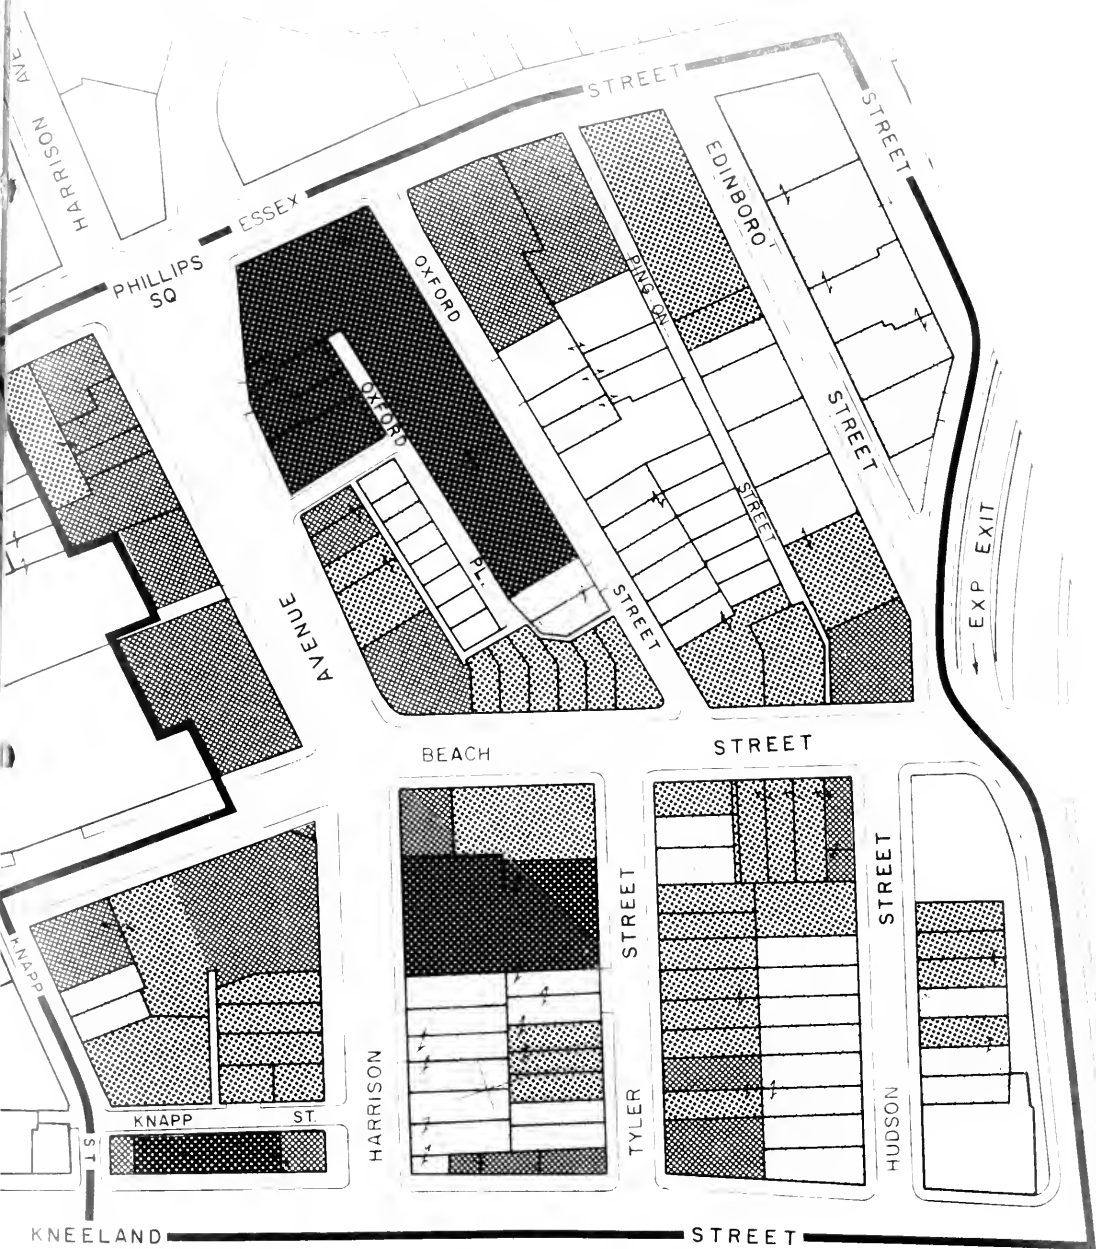 HARRISON AVE
ESSEX STREET
STREET
PHILLIPS
SQ
OXFORD
STREET
EDINBORO'
STREET
PING ON
STREET
OXFORD
PL.
AVENUE
EXP EXIT
BEACH STREET
KNAPP
ST
KNAPP ST.
HARRISON
TYLER
STREET
HUDSON
STREET
KNEELAND STREET